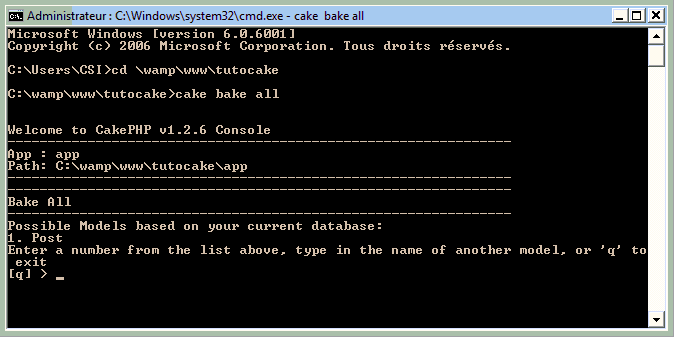 Administrateur : C:\Windows\system32\cmd.exe - cake bake all
Microsoft Windows [version 6.0.6001]
Copyright (c) 2006 Microsoft Corporation. Tous droits réservés.
C:\Users\CSI>cd \wamp\www\tutocake
C:\wamp\www\tutocake>cake bake all
Welcome to CakePHP v1.2.6 Console
---------------------------------------------------------------
App : app
Path: C:\wamp\www\tutocake\app
---------------------------------------------------------------
---------------------------------------------------------------
Bake All
---------------------------------------------------------------
Possible Models based on your current database:
1. Post
Enter a number from the list above, type in the name of another model, or 'q' to
exit
[q] > _